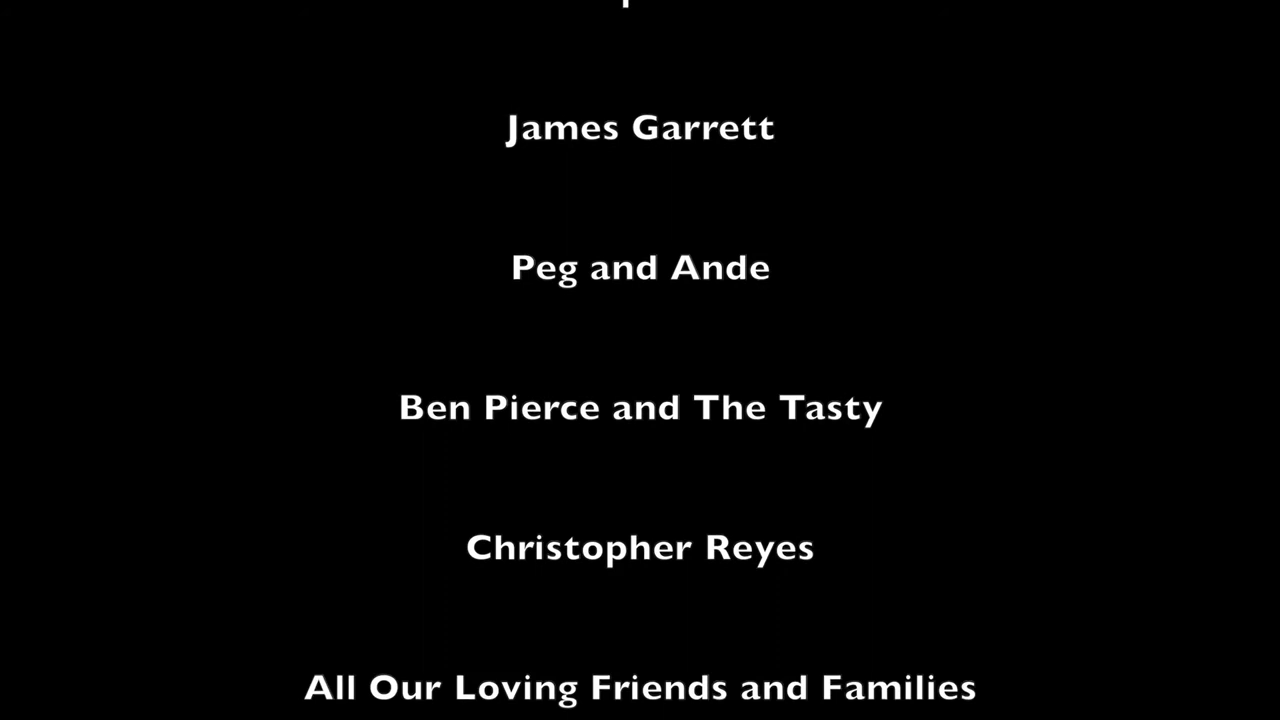 James Garrett
Peg and Ande
Ben Pierce and The Tasty
Christopher Reyes
All Our Loving Friends and Families